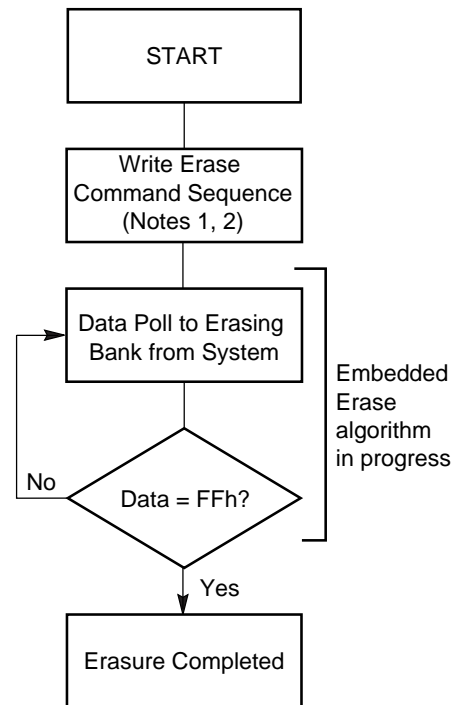 START
Write Erase
Command Sequence
(Notes 1, 2)
Data Poll to Erasing
Bank from System
Embedded
Erase
algorithm
in progress
No
Data = FFh?
Yes
Erasure Completed